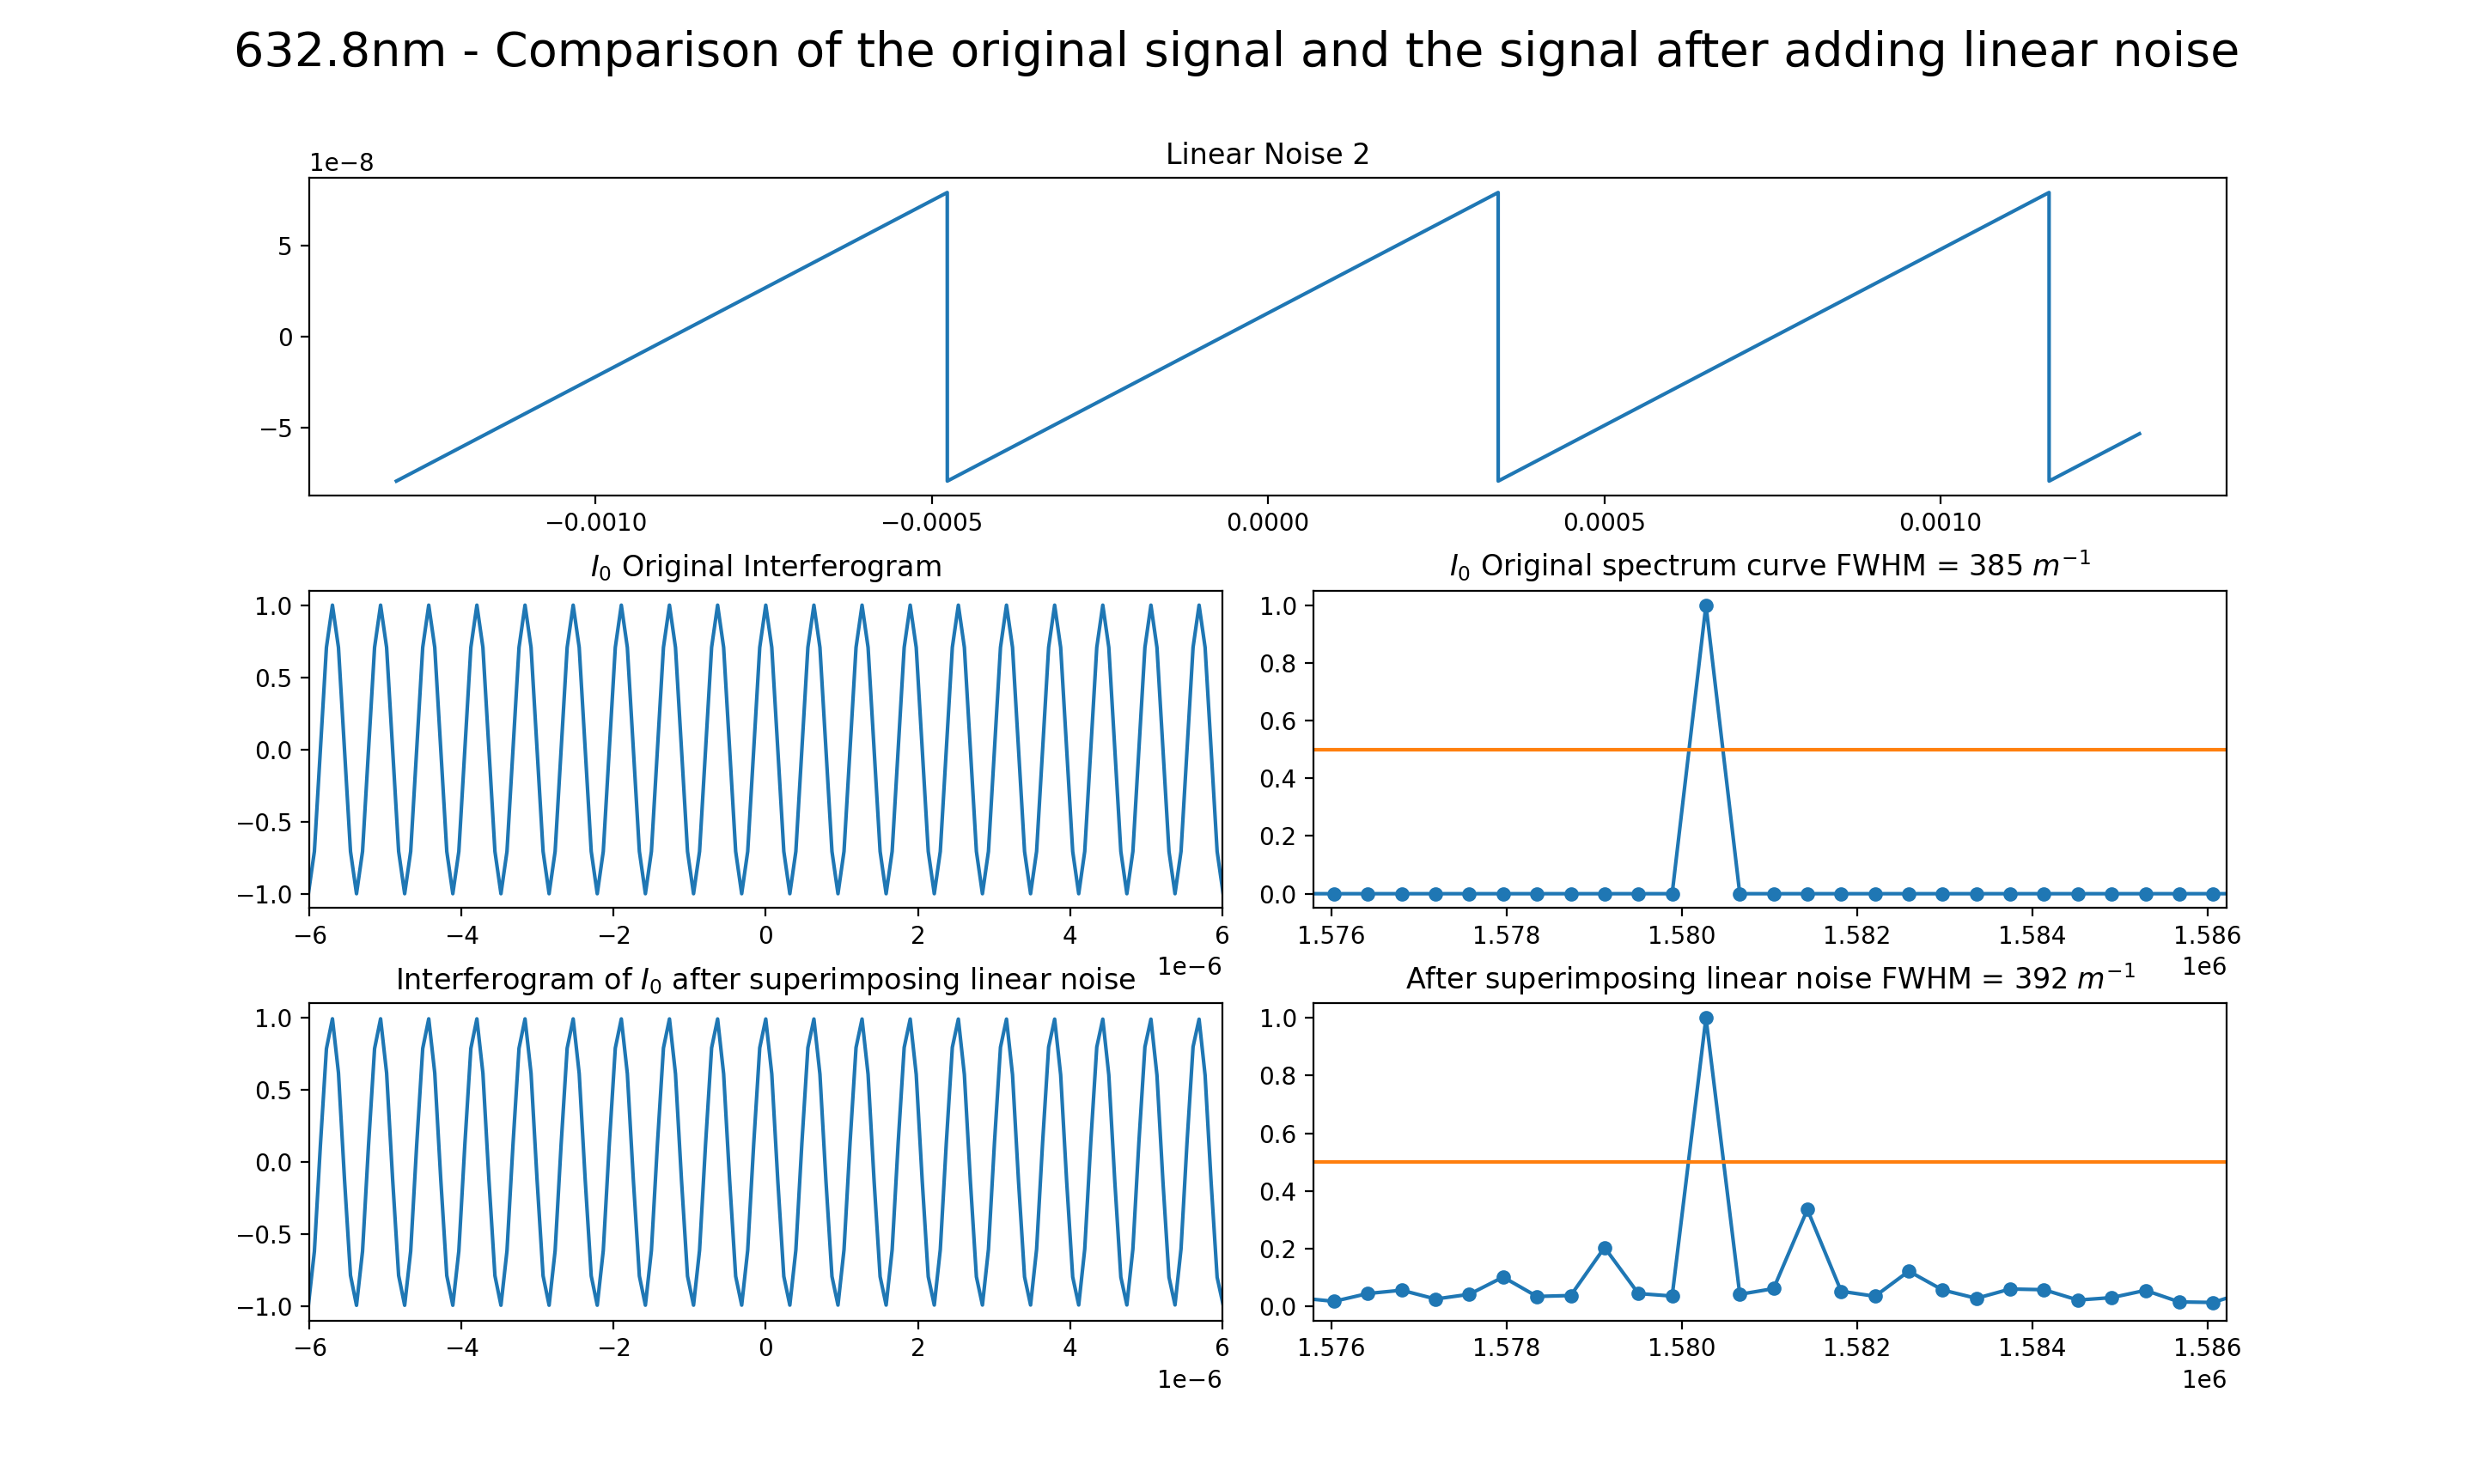 632.8nm - Comparison of the original signal and the signal after adding linear noise
Linear Noise 2
1e−8
5
0
−5
−0.0010 −0.0005 0.0000 0.0005 0.0010
I₀ Original Interferogram
1.0
0.5
0.0
−0.5
−1.0
−6 −4 −2 0 2 4 6
1e−6
I₀ Original spectrum curve FWHM = 385 m⁻¹
1.0
0.8
0.6
0.4
0.2
0.0
1.576 1.578 1.580 1.582 1.584 1.586
1e6
Interferogram of I₀ after superimposing linear noise
1.0
0.5
0.0
−0.5
−1.0
−6 −4 −2 0 2 4 6
1e−6
After superimposing linear noise FWHM = 392 m⁻¹
1.0
0.8
0.6
0.4
0.2
0.0
1.576 1.578 1.580 1.582 1.584 1.586
1e6